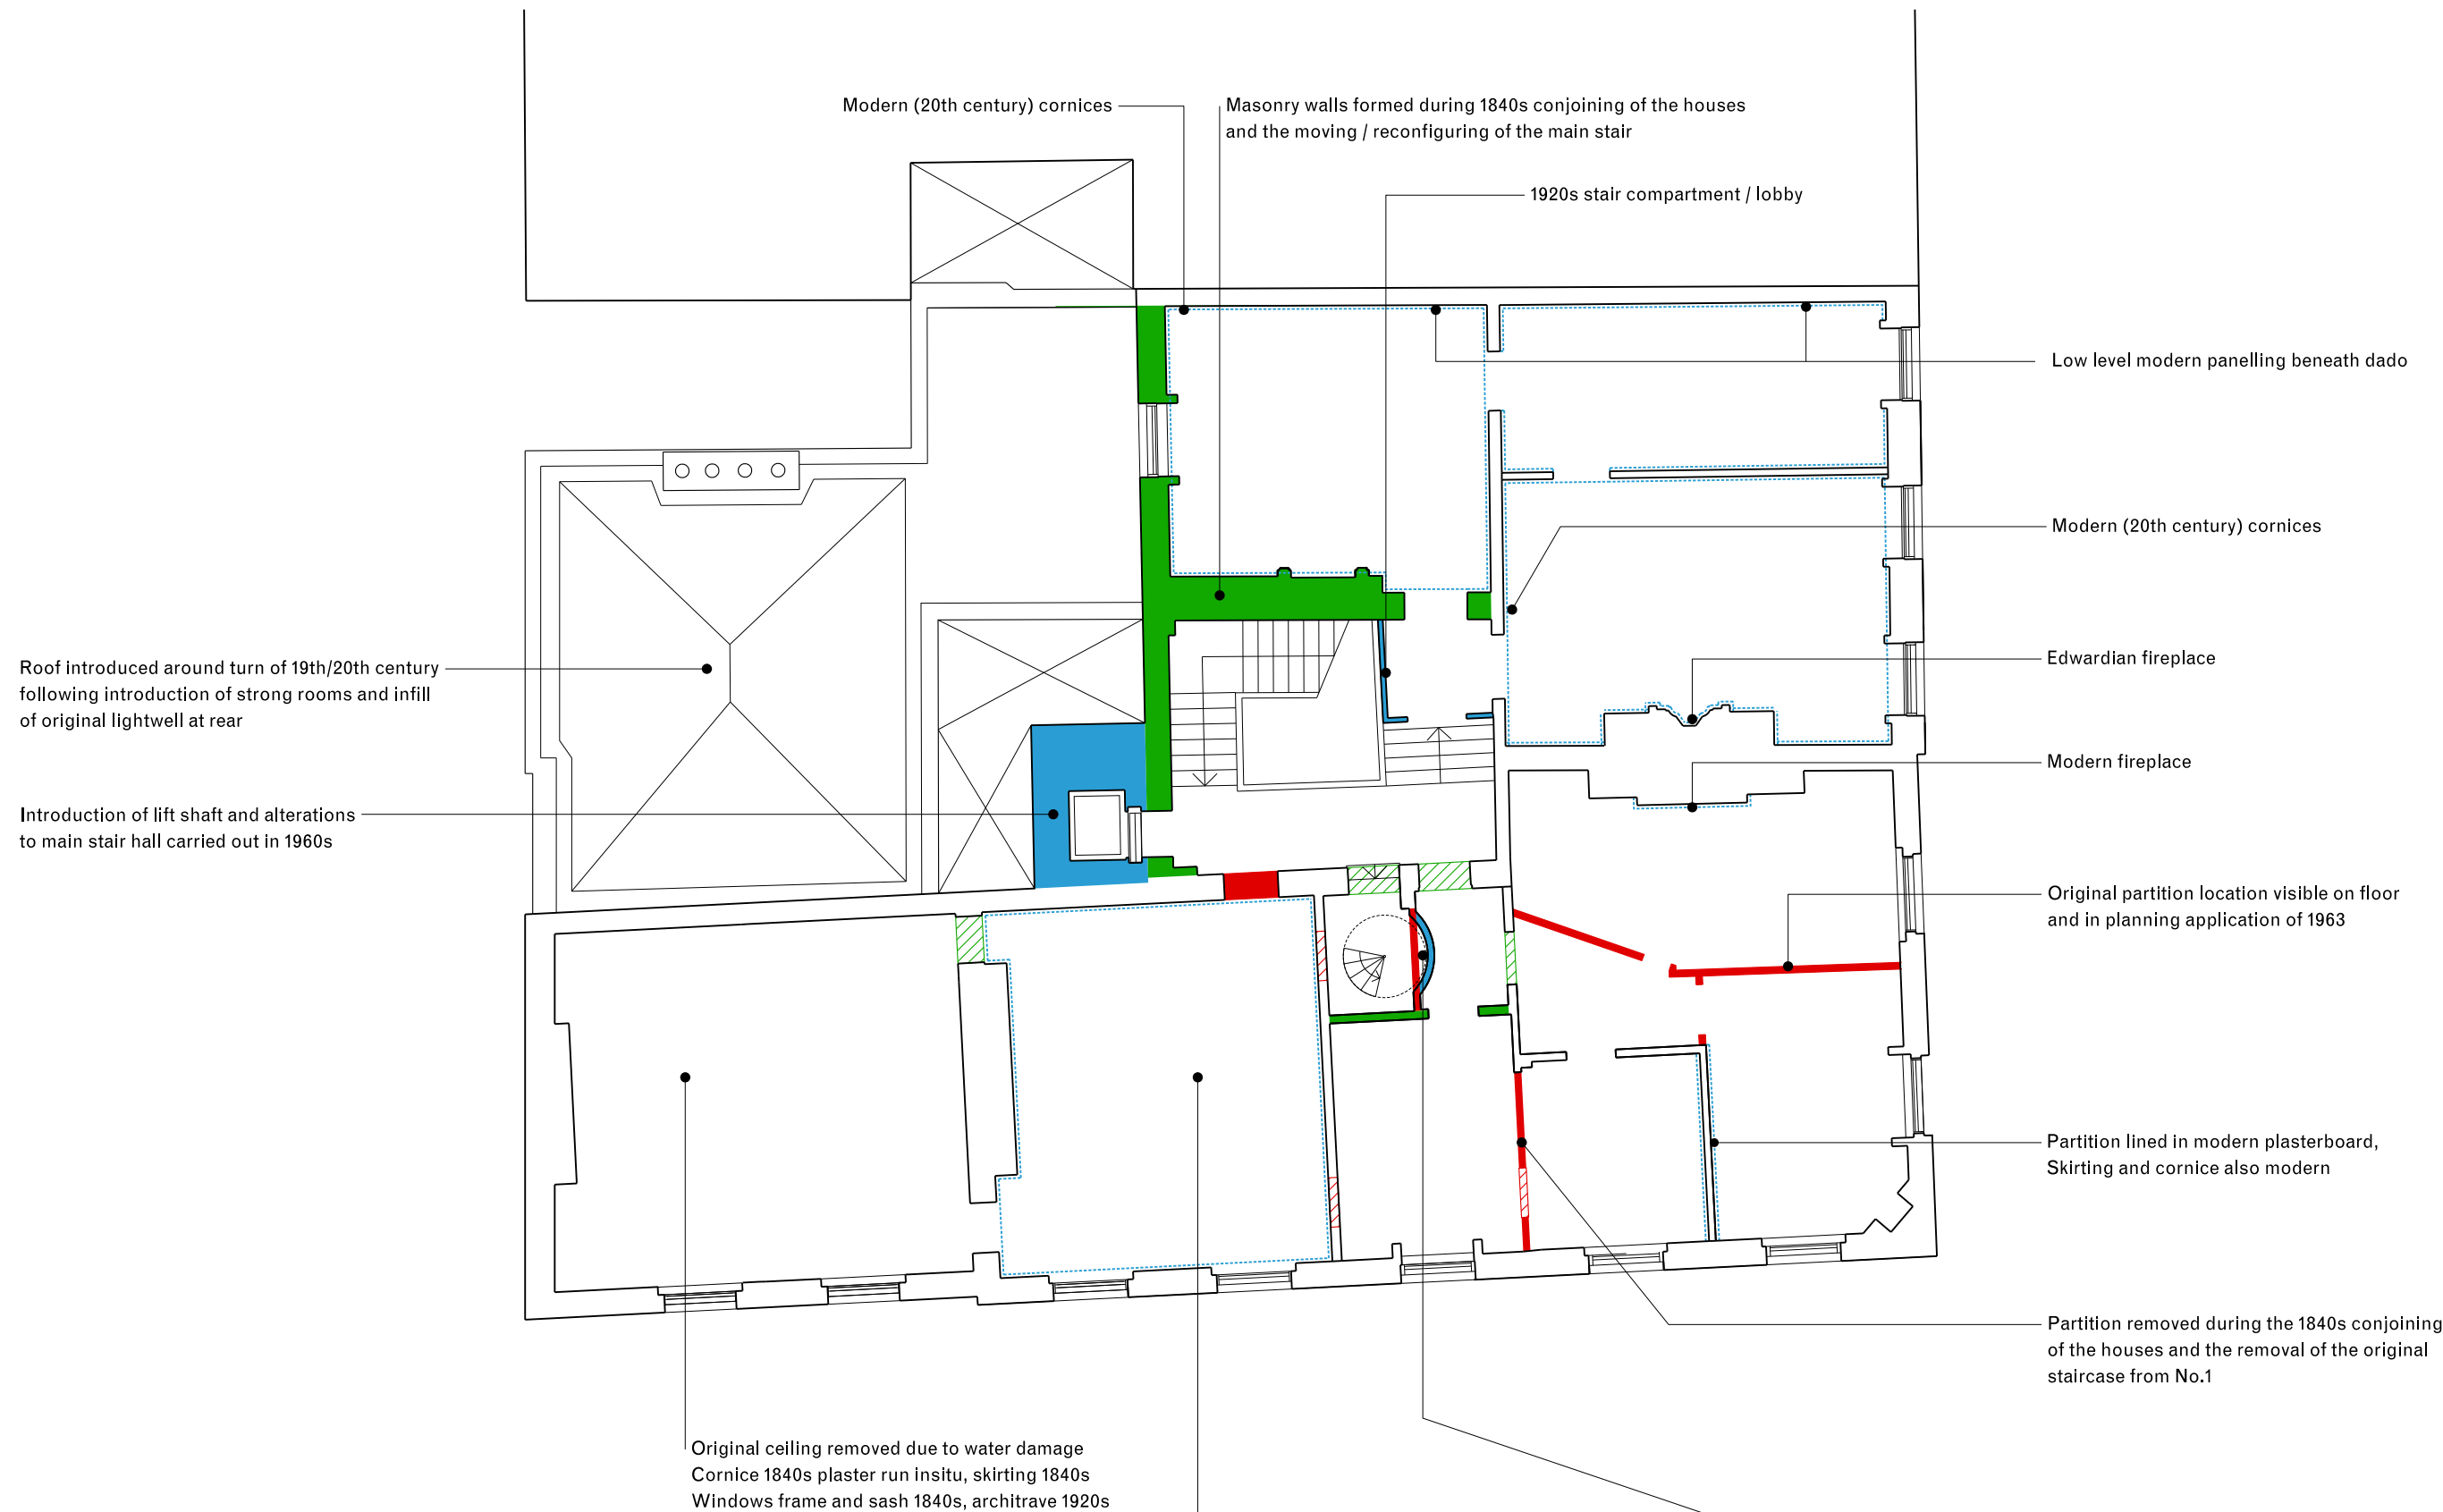 Modern (20th century) cornices
Masonry walls formed during 1840s conjoining of the houses
and the moving / reconfiguring of the main stair
1920s stair compartment / lobby
Low level modern panelling beneath dado
Modern (20th century) cornices
Edwardian fireplace
Modern fireplace
Roof introduced around turn of 19th/20th century
following introduction of strong rooms and infill
of original lightwell at rear
Introduction of lift shaft and alterations
to main stair hall carried out in 1960s
Original partition location visible on floor
and in planning application of 1963
Partition lined in modern plasterboard,
Skirting and cornice also modern
Partition removed during the 1840s conjoining
of the houses and the removal of the original
staircase from No.1
Original ceiling removed due to water damage
Cornice 1840s plaster run insitu, skirting 1840s
Windows frame and sash 1840s, architrave 1920s